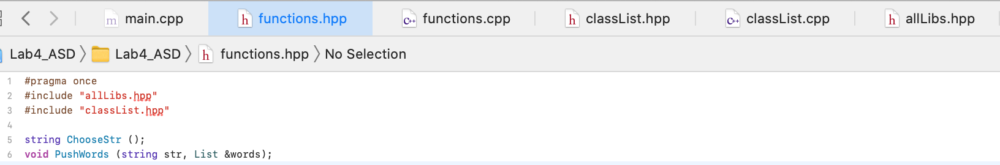 m main.cpp h functions.hpp C++ functions.cpp h classList.hpp C++ classList.cpp h allLibs.hpp
Lab4_ASD Lab4_ASD h functions.hpp No Selection
1 #pragma once
2 #include "allLibs.hpp"
3 #include "classList.hpp"
4
5 string ChooseStr ();
6 void PushWords (string str, List &words);